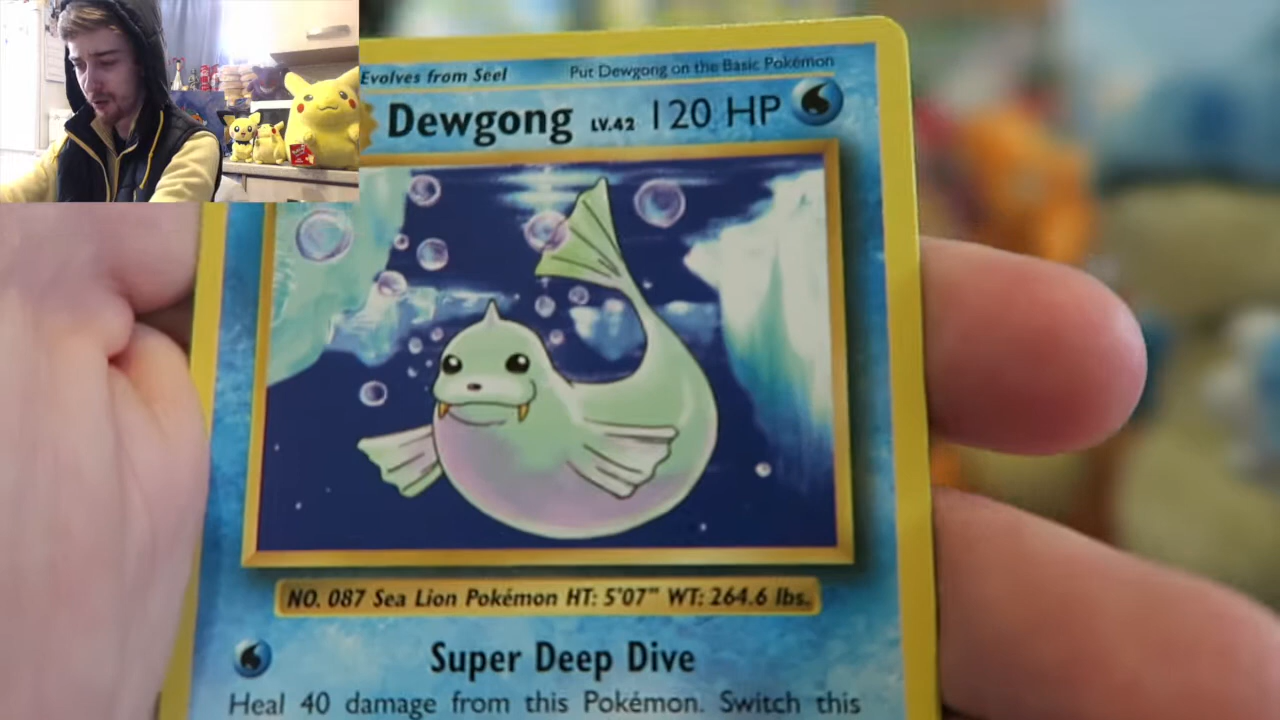 Evolves from Seel Put Dewgong on the Basic Pokémon
Dewgong LV.42 120 HP
NO. 087 Sea Lion Pokémon HT: 5'07" WT: 264.6 lbs.
Super Deep Dive
Heal 40 damage from this Pokémon. Switch this